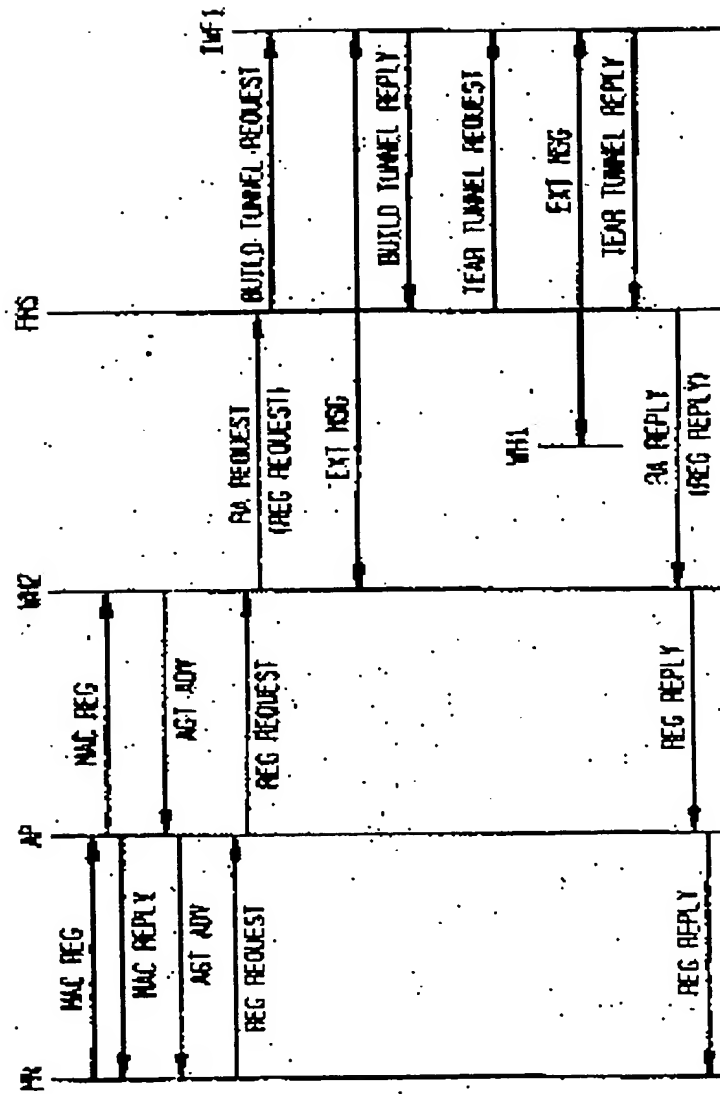 MR
AP
WH2
FRS
IWF1
MAC REG
MAC REG
MAC REPLY
AGT ADV
AGT ADV
REG REQUEST
REG REQUEST
RA REQUEST
(REG REQUEST)
BUILD TUNNEL REQUEST
EXT MSG
BUILD TUNNEL REPLY
TEAR TUNNEL REQUEST
EXT MSG
WH1
TEAR TUNNEL REPLY
RA REPLY
(REG REPLY)
REG REPLY
REG REPLY